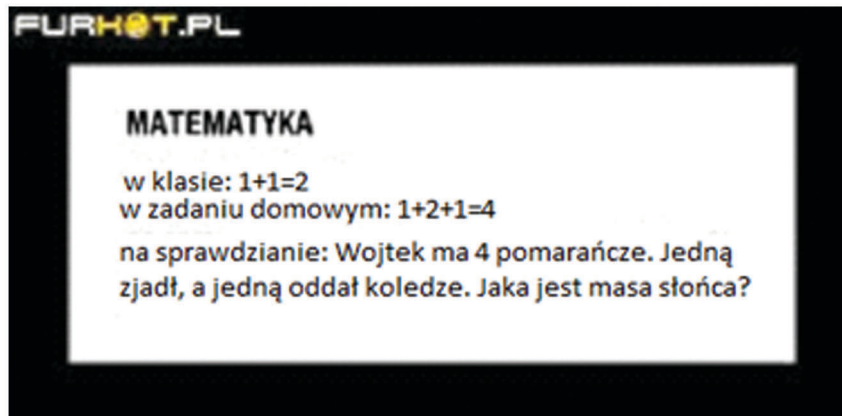 FURKOT.PL
MATEMATYKA
w klasie: 1+1=2
w zadaniu domowym: 1+2+1=4
na sprawdzianie: Wojtek ma 4 pomarańcze. Jedną
zjadł, a jedną oddał koledze. Jaka jest masa słońca?